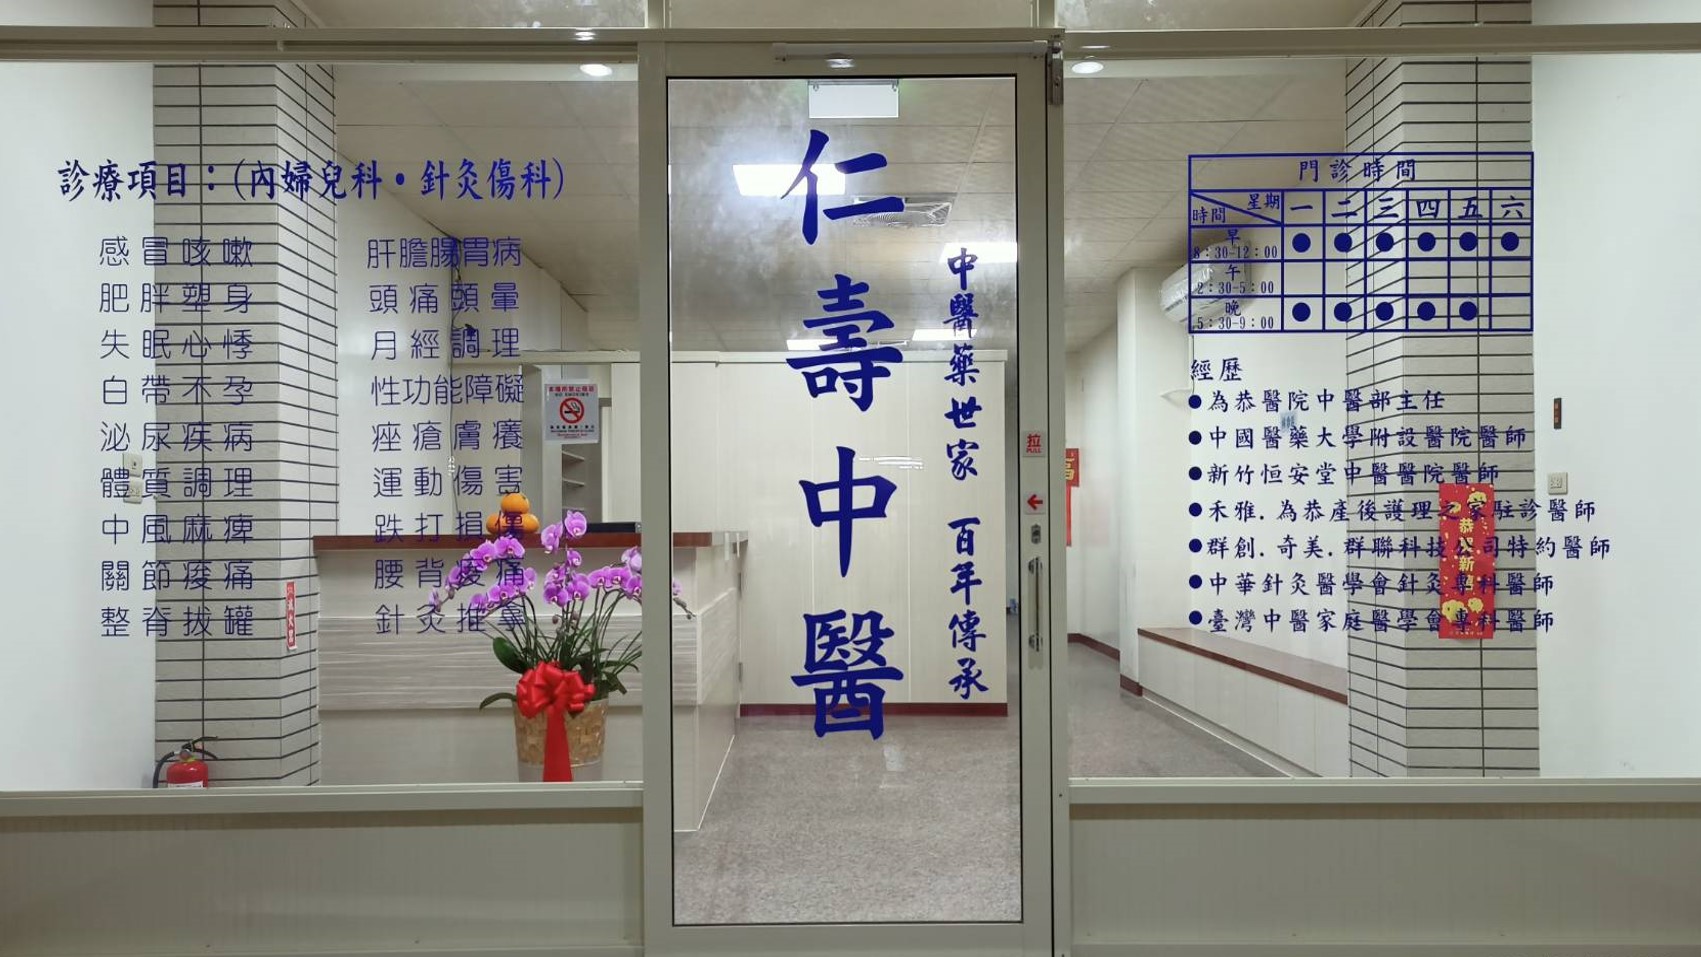 診療項目：(內婦兒科・針灸傷科)
感冒咳嗽 肝膽腸胃病
肥胖塑身 頭痛頭暈
失眠心悸 月經調理
白帶不孕 性功能障礙
泌尿疾病 痤瘡膚癢
體質調理 運動傷害
中風麻痺 跌打損傷
關節痠痛 腰背痠痛
整脊拔罐 針灸推拿
仁壽中醫
中醫藥世家 百年傳承
拉
門診時間
星期 一 二 三 四 五 六
時間
早 ● ● ● ● ● ●
8：30-12：00
午
2：30-5：00
晚 ● ● ● ● ●
5：30-9：00
經歷
●為恭醫院中醫部主任
●中國醫藥大學附設醫院醫師
●新竹恒安堂中醫醫院醫師
●禾雅.為恭產後護理之家駐診醫師
●群創.奇美.群聯科技公司特約醫師
●中華針灸醫學會針灸專科醫師
●臺灣中醫家庭醫學會專科醫師
恭
新